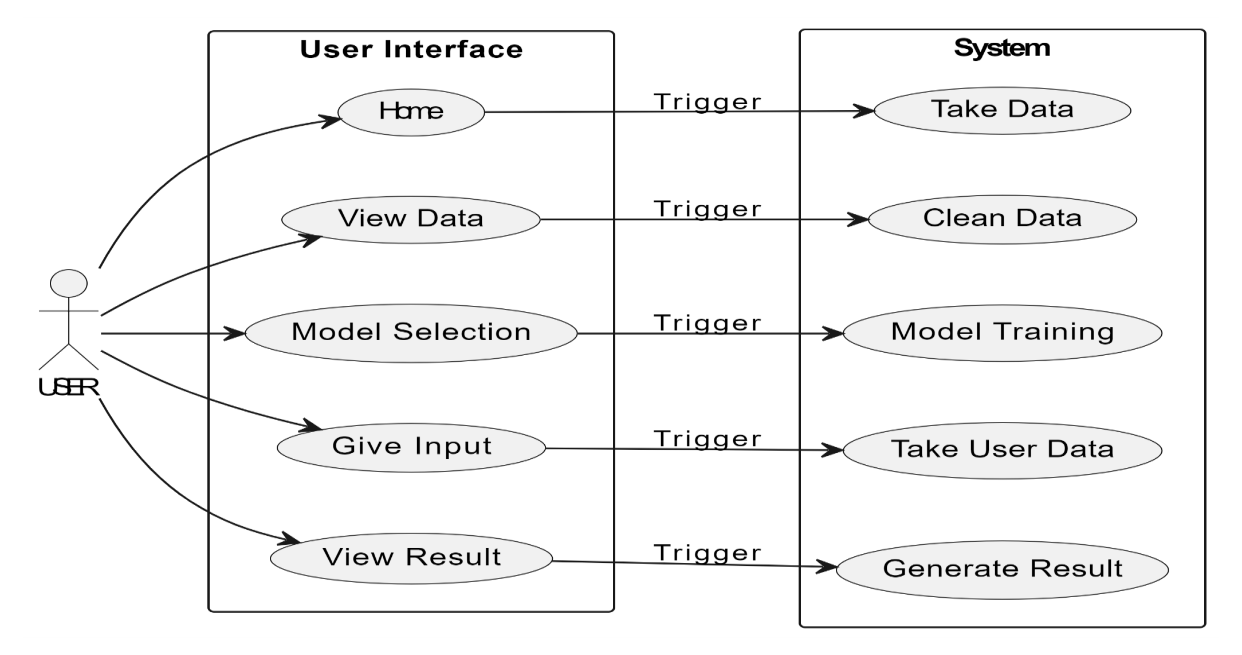 User Interface
System
Home
Trigger
Take Data
View Data
Trigger
Clean Data
Model Selection
Trigger
Model Training
USER
Give Input
Trigger
Take User Data
View Result
Trigger
Generate Result